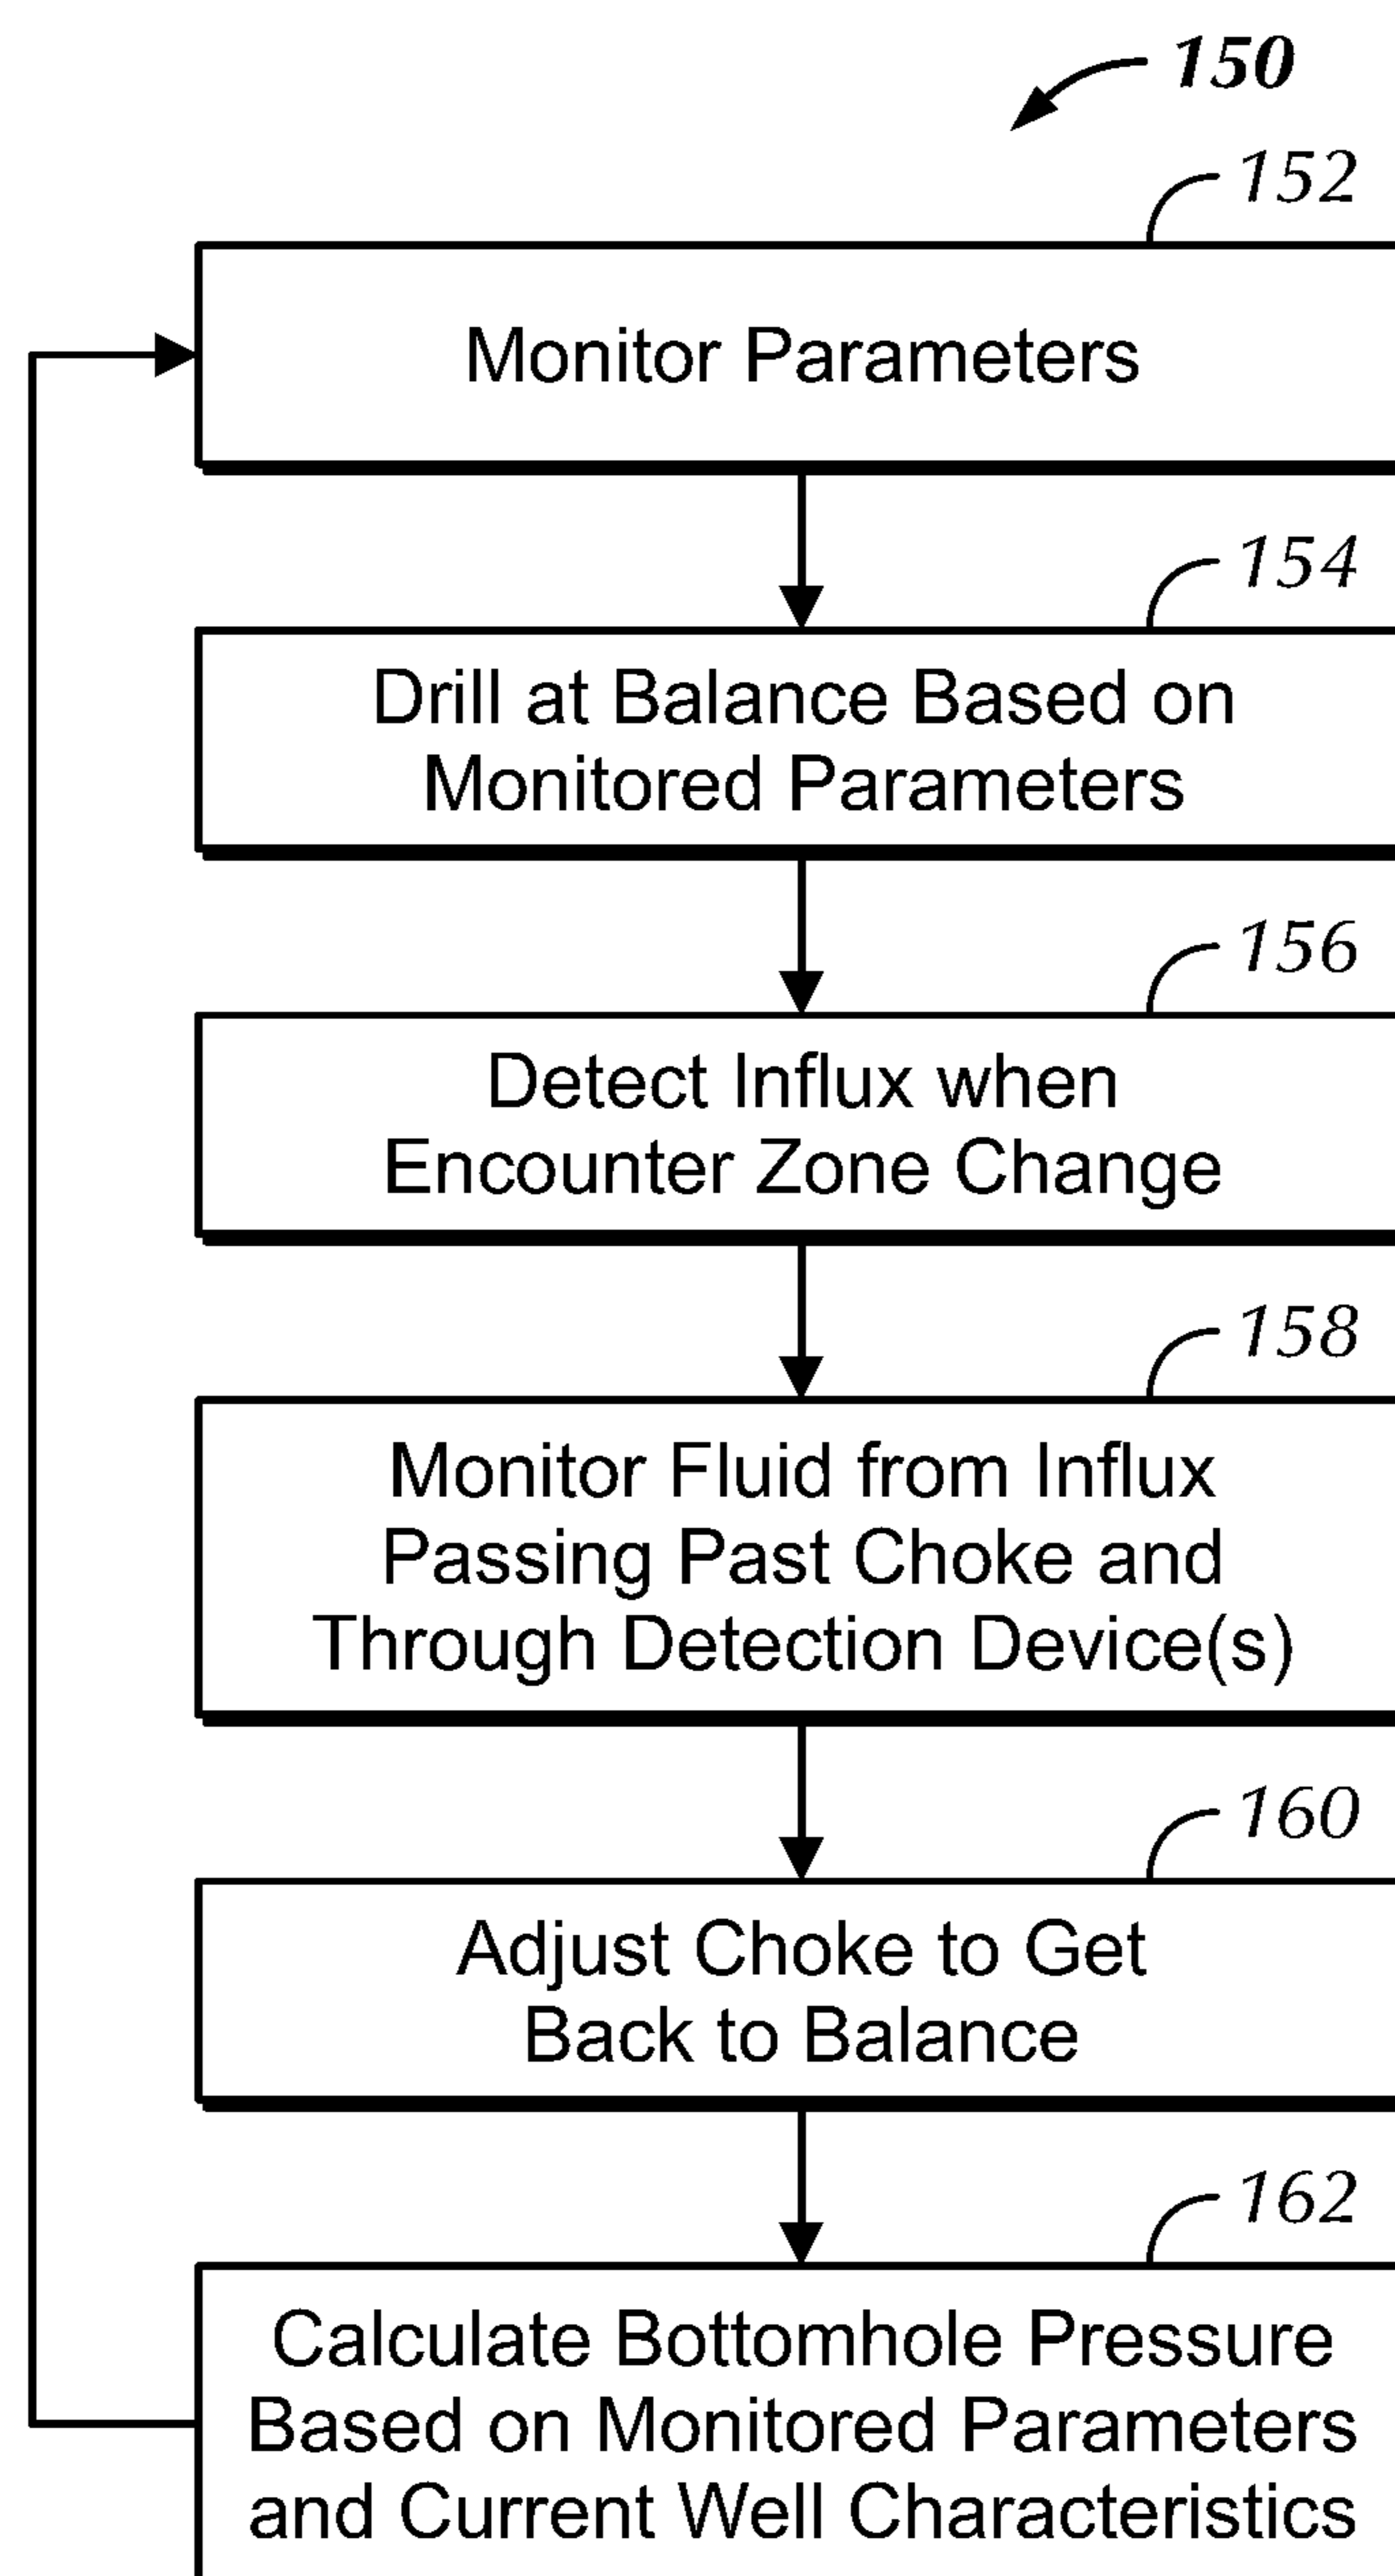 150
152
Monitor Parameters
154
Drill at Balance Based on
Monitored Parameters
156
Detect Influx when
Encounter Zone Change
158
Monitor Fluid from Influx
Passing Past Choke and
Through Detection Device(s)
160
Adjust Choke to Get
Back to Balance
162
Calculate Bottomhole Pressure
Based on Monitored Parameters
and Current Well Characteristics